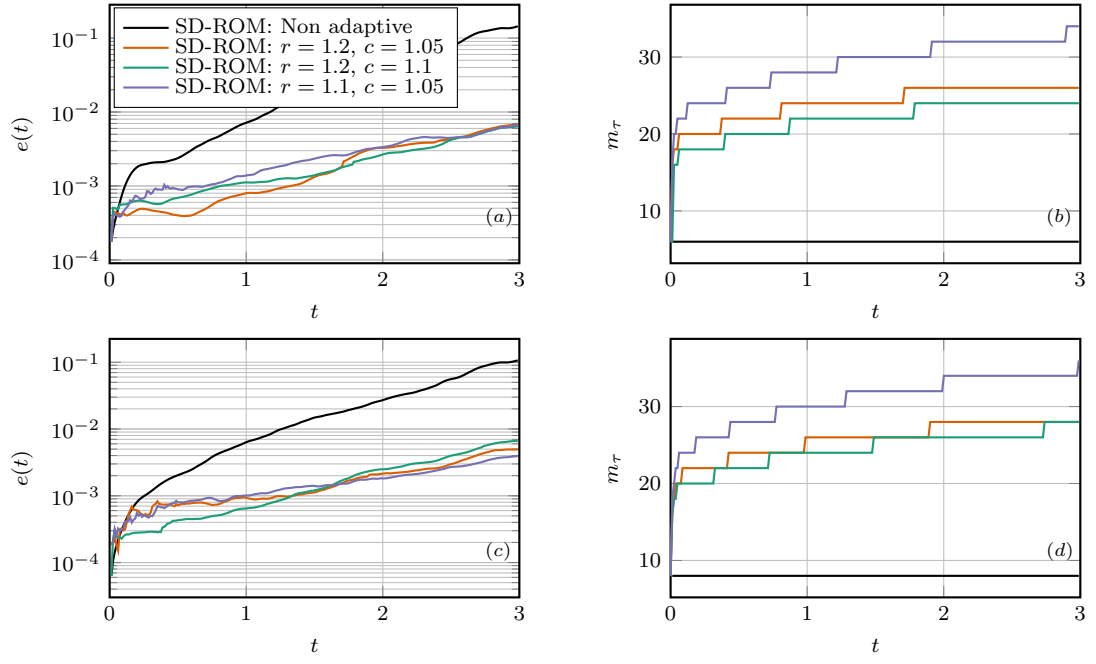 SD-ROM: Non adaptive
SD-ROM: r = 1.2, c = 1.05
SD-ROM: r = 1.2, c = 1.1
SD-ROM: r = 1.1, c = 1.05
10⁻¹
10⁻²
10⁻³
10⁻⁴
e(t)
(a)
0 1 2 3
t
30
20
10
m_τ
(b)
0 1 2 3
t
10⁻¹
10⁻²
10⁻³
10⁻⁴
e(t)
(c)
0 1 2 3
t
30
20
10
m_τ
(d)
0 1 2 3
t